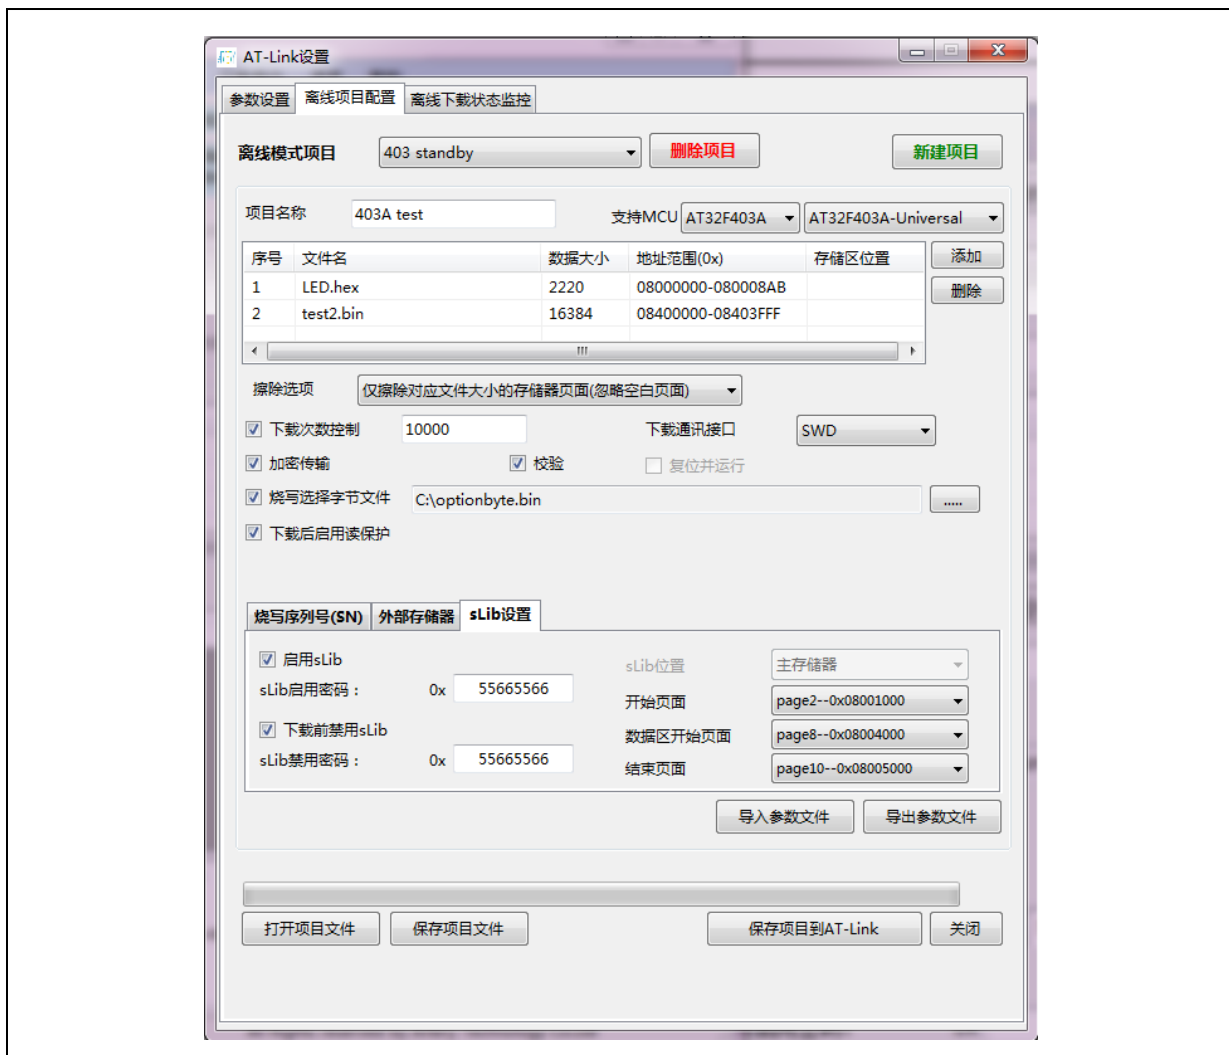 AT-Link设置
参数设置 离线项目配置 离线下载状态监控
离线模式项目 403 standby 删除项目 新建项目
项目名称 403A test 支持MCU AT32F403A AT32F403A-Universal
序号 文件名 数据大小 地址范围(0x) 存储区位置 添加
1 LED.hex 2220 08000000-080008AB 删除
2 test2.bin 16384 08400000-08403FFF
擦除选项 仅擦除对应文件大小的存储器页面(忽略空白页面)
下载次数控制 10000 下载通讯接口 SWD
加密传输 校验 复位并运行
烧写选择字节文件 C:\optionbyte.bin .....
下载后启用读保护
烧写序列号(SN) 外部存储器 sLib设置
启用sLib sLib位置 主存储器
sLib启用密码： 0x 55665566 开始页面 page2--0x08001000
下载前禁用sLib 数据区开始页面 page8--0x08004000
sLib禁用密码： 0x 55665566 结束页面 page10--0x08005000
导入参数文件 导出参数文件
打开项目文件 保存项目文件 保存项目到AT-Link 关闭